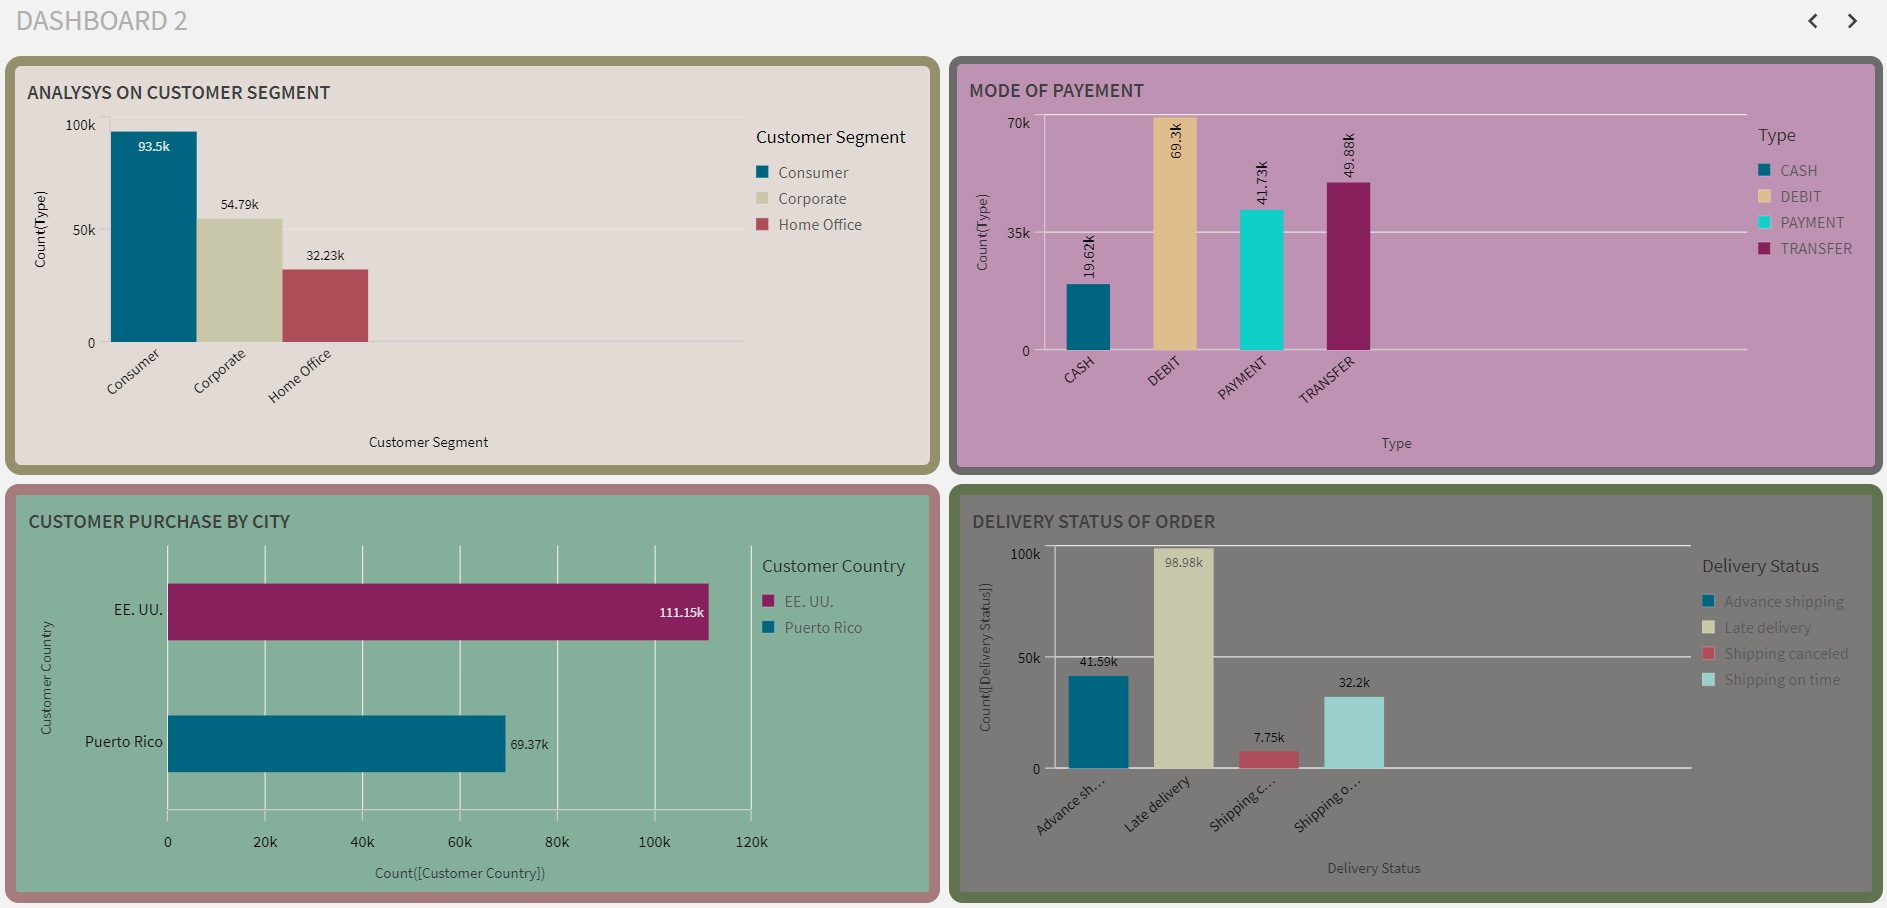 DASHBOARD 2
ANALYSYS ON CUSTOMER SEGMENT
Count(Type)
100k
50k
0
93.5k
54.79k
32.23k
Consumer
Corporate
Home Office
Customer Segment
Customer Segment
Consumer
Corporate
Home Office
MODE OF PAYEMENT
Count(Type)
70k
35k
0
19.62k
69.3k
41.73k
49.88k
CASH
DEBIT
PAYMENT
TRANSFER
Type
Type
CASH
DEBIT
PAYMENT
TRANSFER
CUSTOMER PURCHASE BY CITY
Customer Country
EE. UU.
111.15k
Puerto Rico
69.37k
0
20k
40k
60k
80k
100k
120k
Count([Customer Country])
Customer Country
EE. UU.
Puerto Rico
DELIVERY STATUS OF ORDER
Count([Delivery Status])
100k
50k
0
41.59k
98.98k
7.75k
32.2k
Advance sh...
Late delivery
Shipping c...
Shipping o...
Delivery Status
Delivery Status
Advance shipping
Late delivery
Shipping canceled
Shipping on time